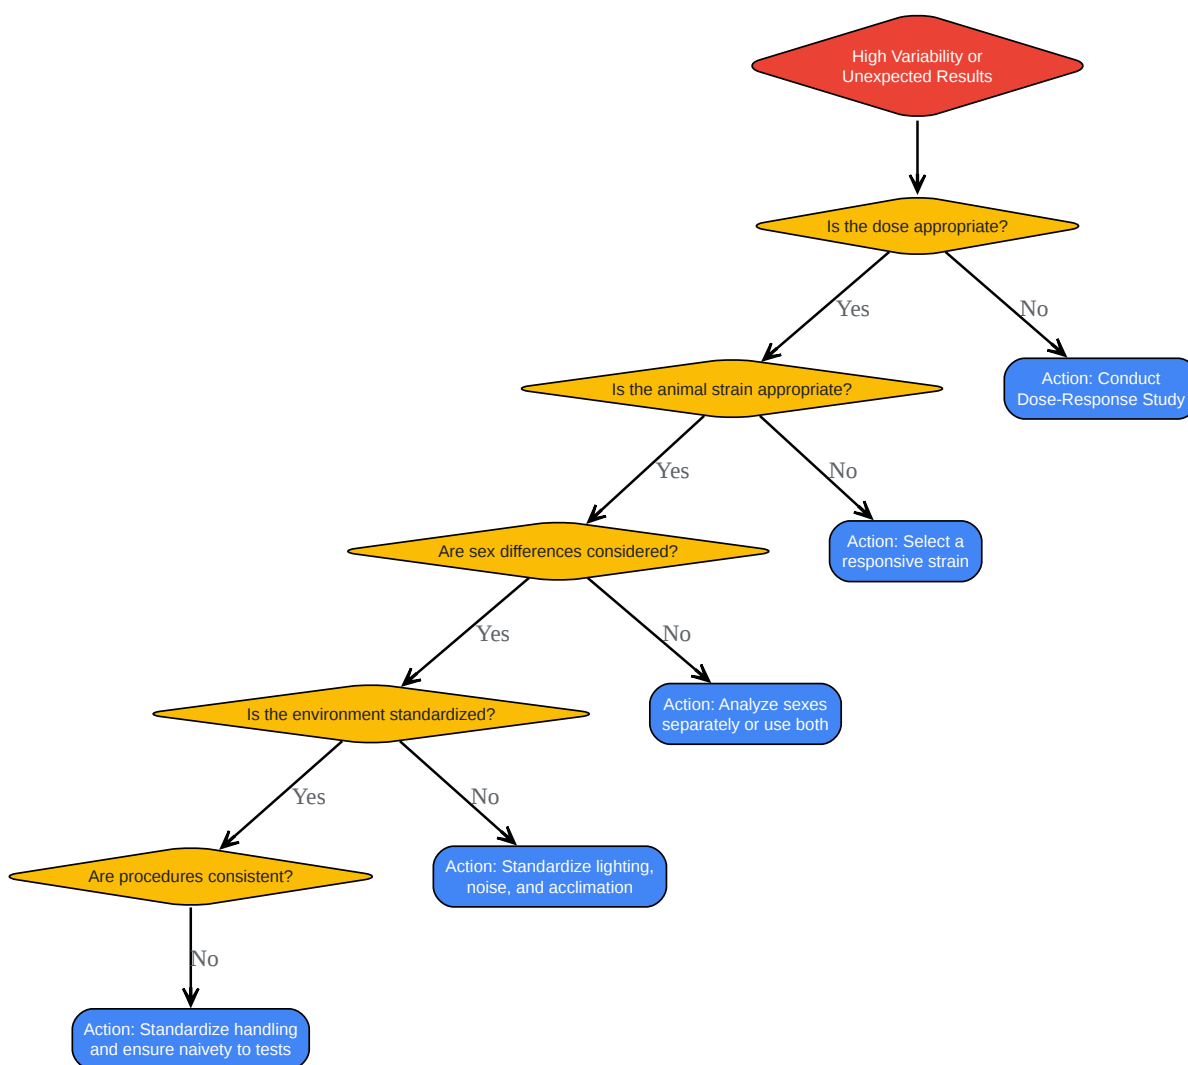 High Variability or
Unexpected Results
Is the dose appropriate?
Yes
No
Is the animal strain appropriate?
Action: Conduct
Dose-Response Study
Yes
No
Are sex differences considered?
Action: Select a
responsive strain
Yes
No
Is the environment standardized?
Action: Analyze sexes
separately or use both
Yes
No
Are procedures consistent?
Action: Standardize lighting,
noise, and acclimation
No
Action: Standardize handling
and ensure naivety to tests